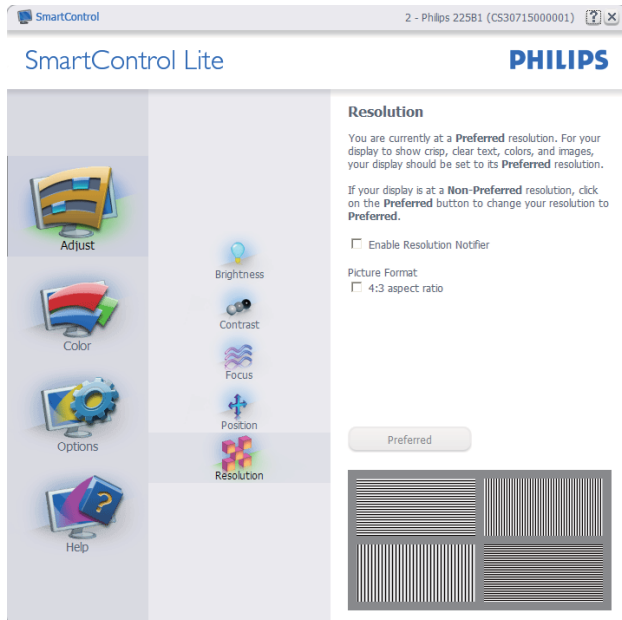 SmartControl
2 - Philips 225B1 (CS30715000001)
?
SmartControl Lite
PHILIPS
Adjust
Color
Options
Help
Brightness
Contrast
Focus
Position
Resolution
Resolution
You are currently at a Preferred resolution. For your
display to show crisp, clear text, colors, and images,
your display should be set to its Preferred resolution.
If your display is at a Non-Preferred resolution, click
on the Preferred button to change your resolution to
Preferred.
Enable Resolution Notifier
Picture Format
4:3 aspect ratio
Preferred